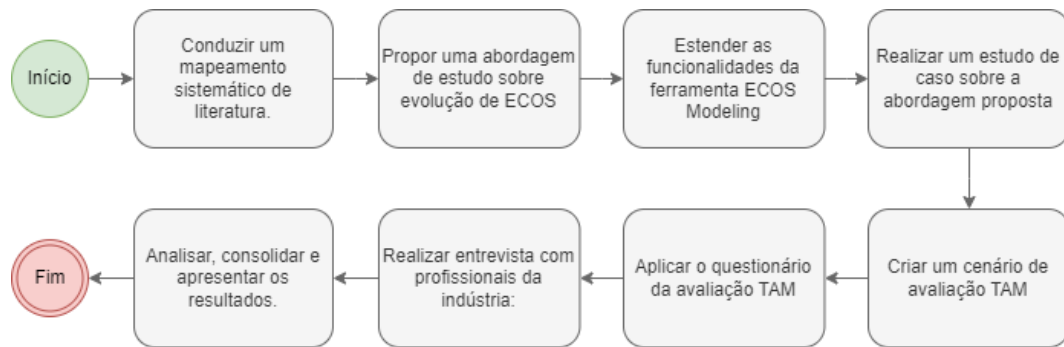 Início
Conduzir um
mapeamento
sistemático de
literatura.
Propor uma abordagem
de estudo sobre
evolução de ECOS
Estender as
funcionalidades da
ferramenta ECOS
Modeling
Realizar um estudo de
caso sobre a
abordagem proposta
Criar um cenário de
avaliação TAM
Aplicar o questionário
da avaliação TAM
Realizar entrevista com
profissionais da
indústria:
Analisar, consolidar e
apresentar os
resultados.
Fim